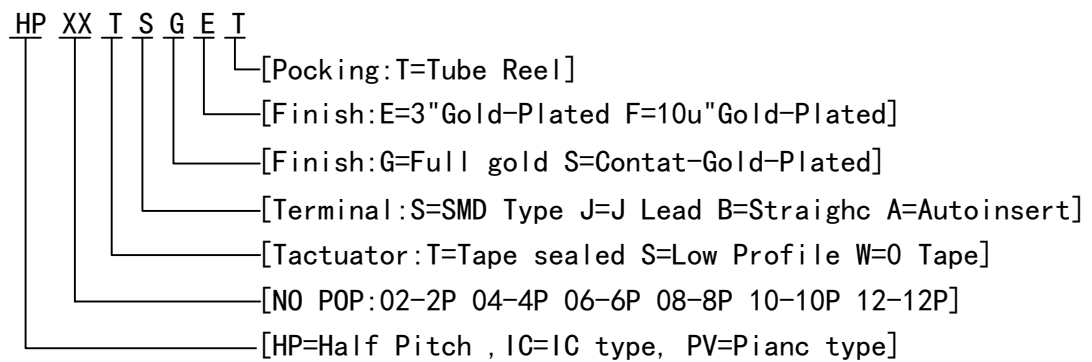 HP XX T S G E T
[Pocking:T=Tube Reel]
[Finish:E=3"Gold-Plated F=10u"Gold-Plated]
[Finish:G=Full gold S=Contat-Gold-Plated]
[Terminal:S=SMD Type J=J Lead B=Straighc A=Autoinsert]
[Tactuator:T=Tape sealed S=Low Profile W=O Tape]
[NO POP:02-2P 04-4P 06-6P 08-8P 10-10P 12-12P]
[HP=Half Pitch ,IC=IC type, PV=Pianc type]